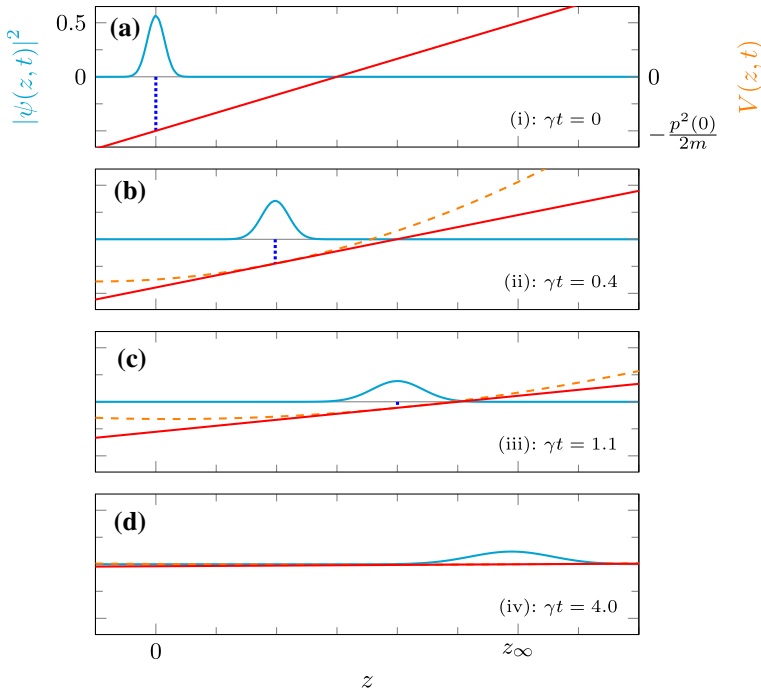 (a)
0.5
0
|ψ(z, t)|²
0
−p²(0)/2m
V(z, t)
(i): γt = 0
(b)
(ii): γt = 0.4
(c)
(iii): γt = 1.1
(d)
(iv): γt = 4.0
0
z∞
z